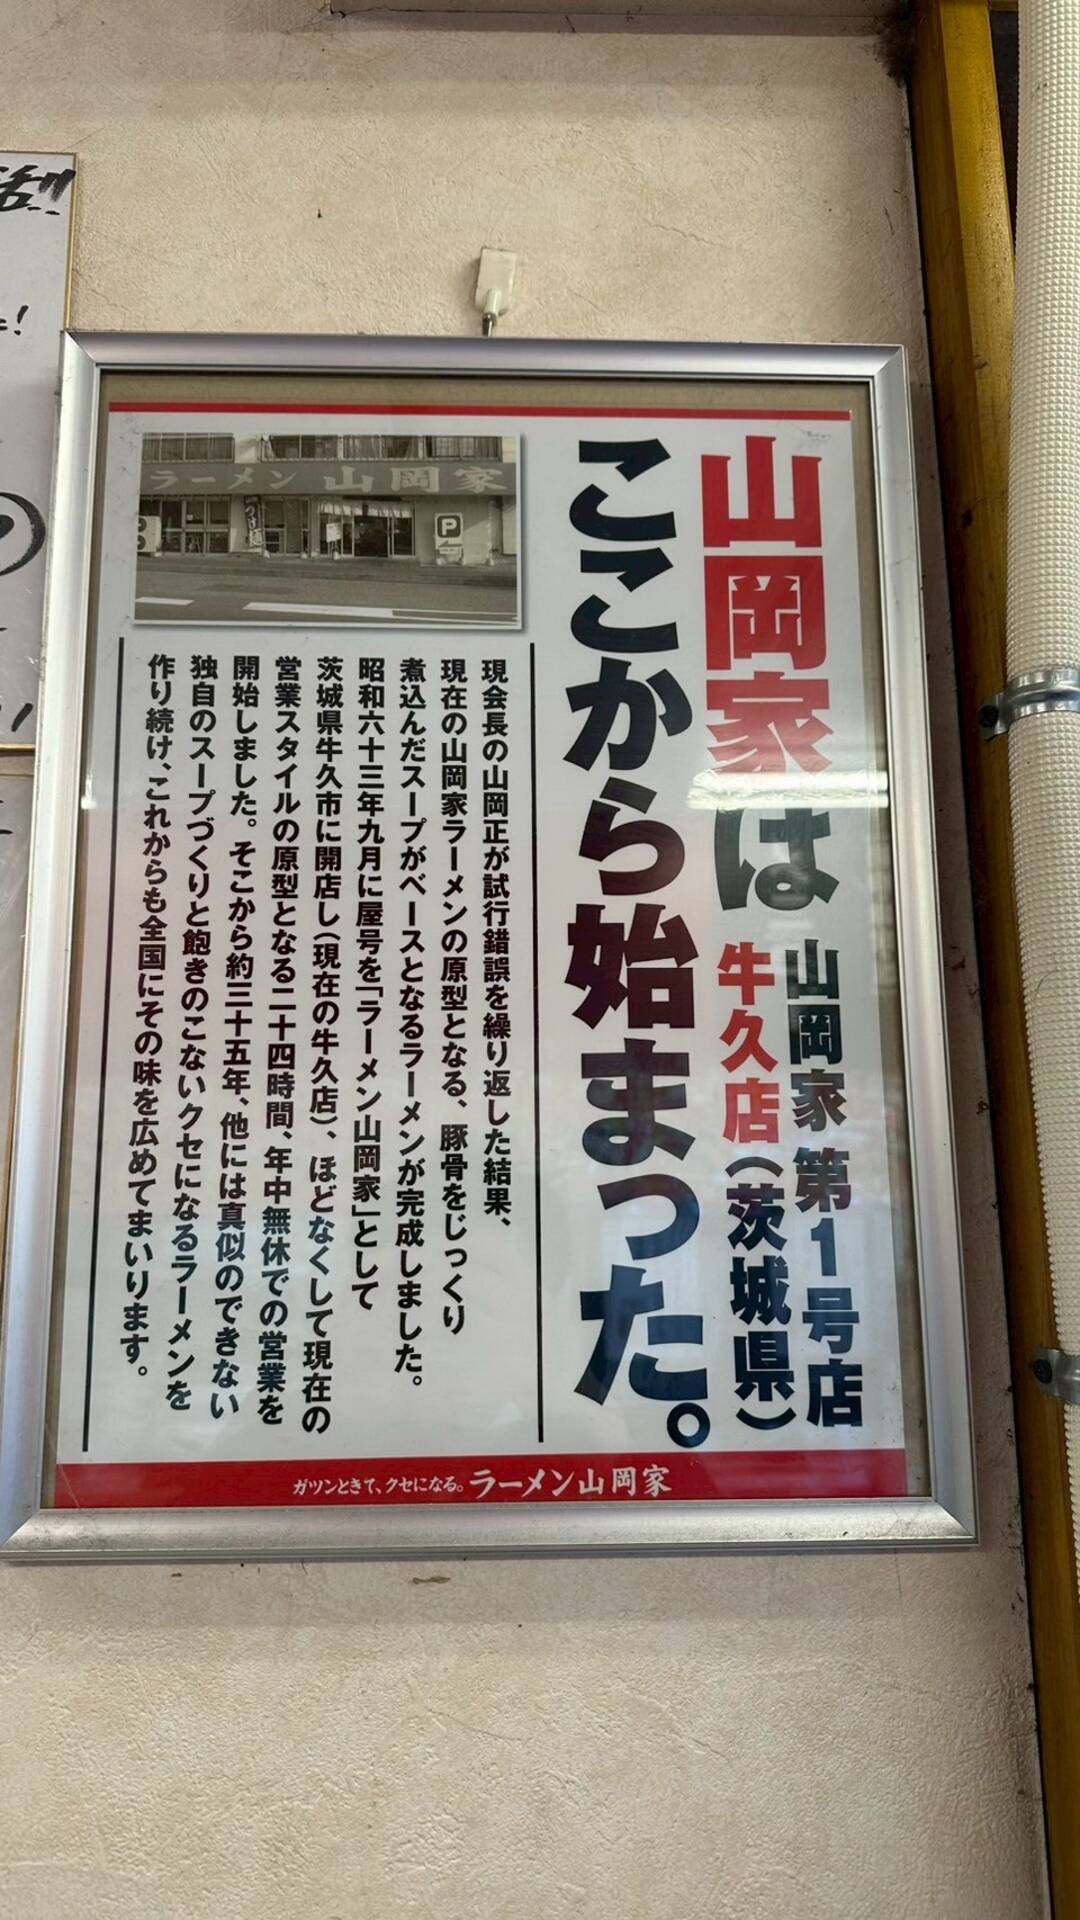 山岡家は
山岡家 第1号店
牛久店（茨城県）
ここから始まった。
ラーメン 山岡家
つけ麺
P
現会長の山岡正が試行錯誤を繰り返した結果、
現在の山岡家ラーメンの原型となる、豚骨をじっくり
煮込んだスープがベースとなるラーメンが完成しました。
昭和六十三年九月に屋号を「ラーメン山岡家」として
茨城県牛久市に開店し（現在の牛久店）、ほどなくして現在の
営業スタイルの原型となる二十四時間、年中無休での営業を
開始しました。そこから約三十五年、他には真似のできない
独自のスープづくりと飽きのこないクセになるラーメンを
作り続け、これからも全国にその味を広めてまいります。
ガツンときて、クセになる。ラーメン山岡家